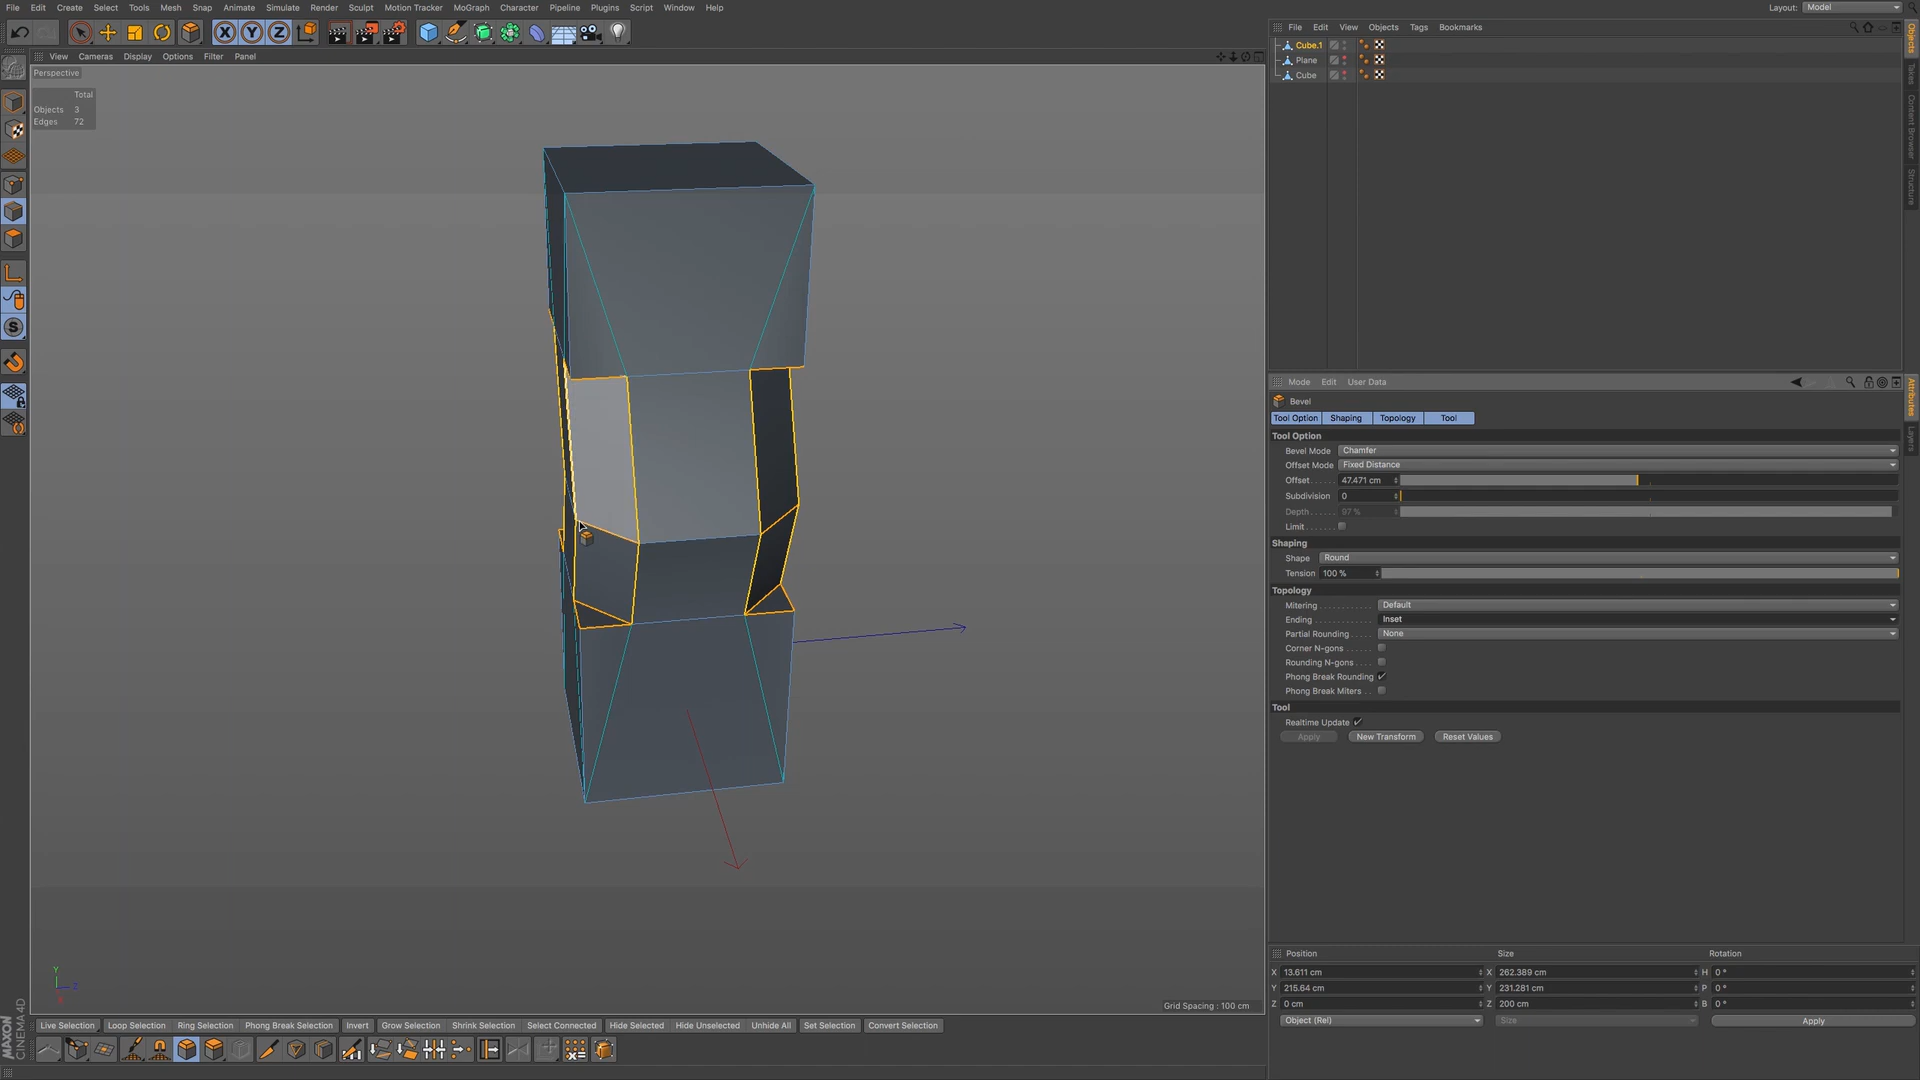 File Edit Create Select Tools Mesh Snap Animate Simulate Render Sculpt Motion Tracker MoGraph Character Pipeline Plugins Script Window Help
Layout: Model
View Cameras Display Options Filter Panel
File Edit View Objects Tags Bookmarks
Perspective
Total
Objects 3
Edges 72
Cube.1
Plane
Cube
Objects
Takes
Content Browser
Structure
Mode Edit User Data
Attributes
Layers
Bevel
Tool Option Shaping Topology Tool
Tool Option
Bevel Mode Chamfer
Offset Mode Fixed Distance
Offset 47.471 cm
Subdivision 0
Depth 97 %
Limit
Shaping
Shape Round
Tension 100 %
Topology
Mitering Default
Ending Inset
Partial Rounding None
Corner N-gons
Rounding N-gons
Phong Break Rounding
Phong Break Miters
Tool
Realtime Update
Apply New Transform Reset Values
Y
Z
X
Grid Spacing : 100 cm
Position Size Rotation
X 13.611 cm X 262.389 cm H 0 °
Y 215.64 cm Y 231.281 cm P 0 °
Z 0 cm Z 200 cm B 0 °
Object (Rel) Size Apply
Live Selection Loop Selection Ring Selection Phong Break Selection Invert Grow Selection Shrink Selection Select Connected Hide Selected Hide Unselected Unhide All Set Selection Convert Selection
MAXON
CINEMA 4D